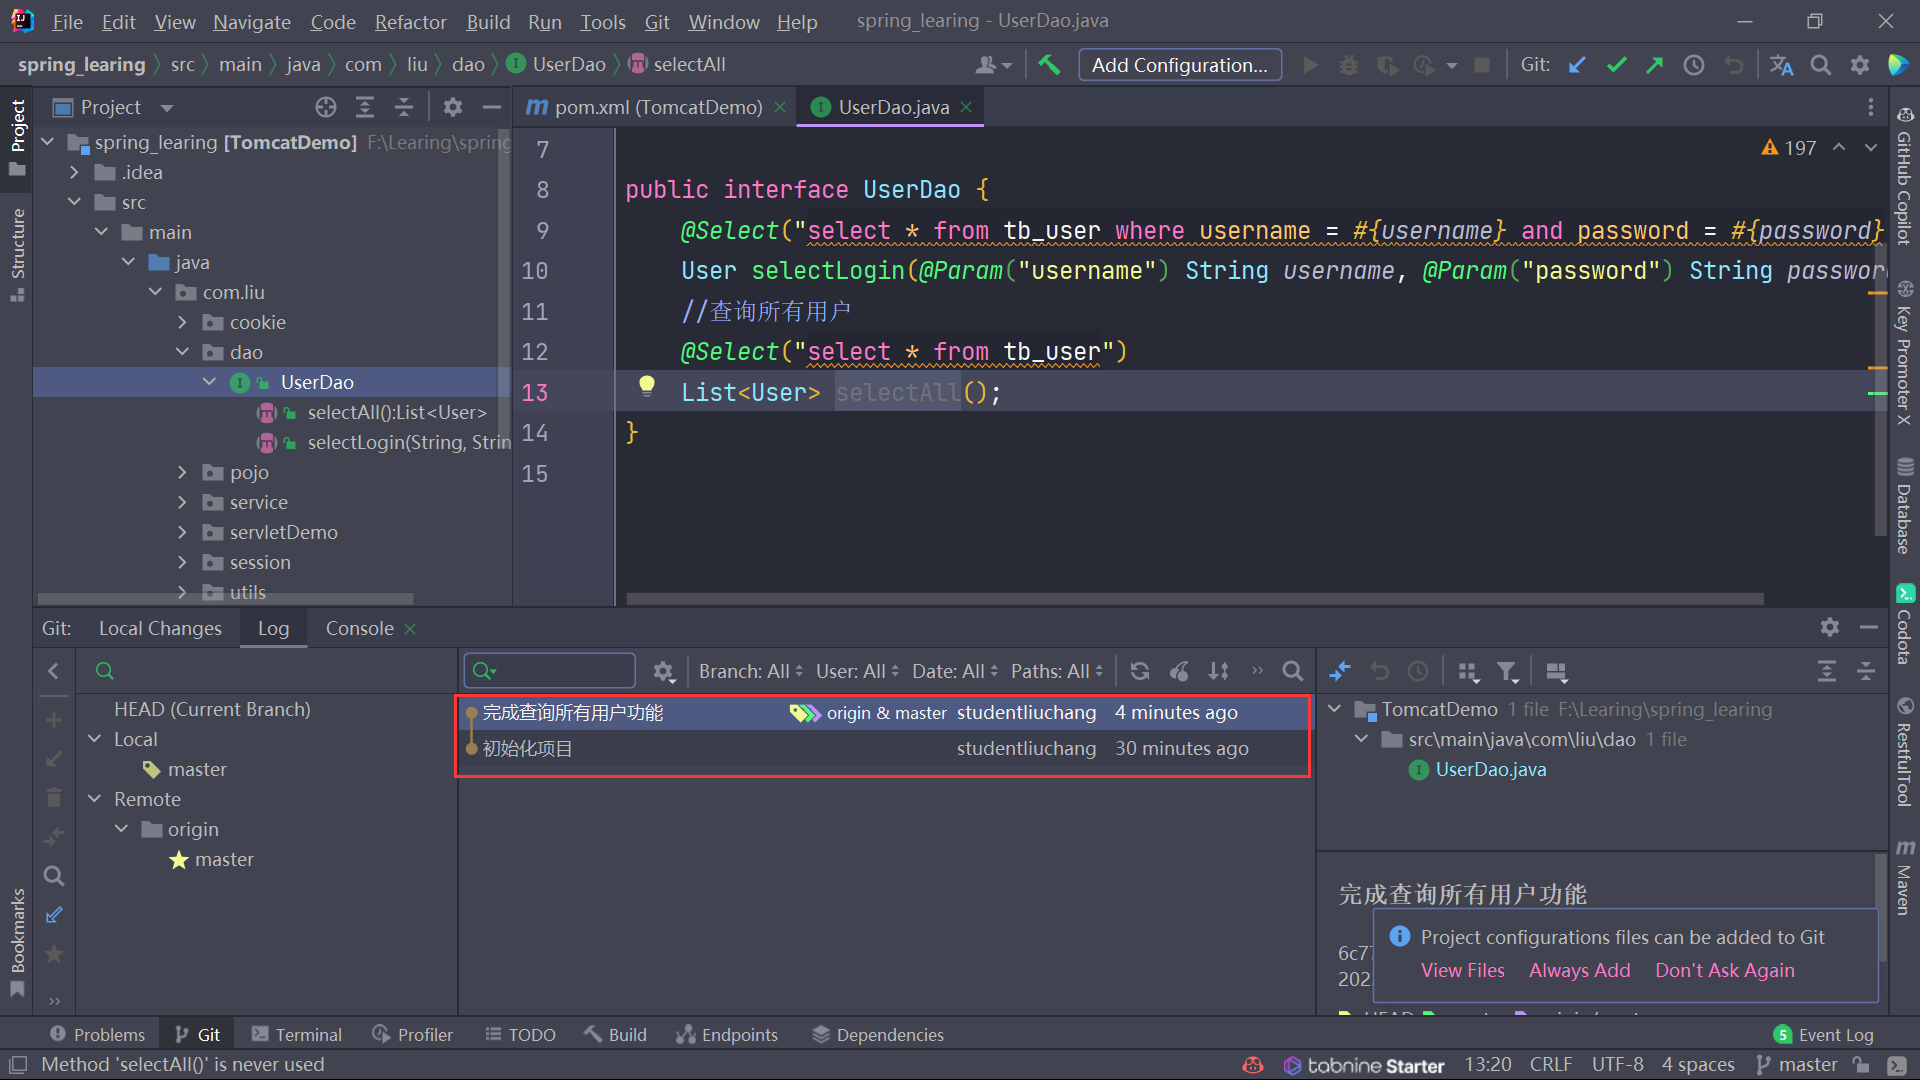 File Edit View Navigate Code Refactor Build Run Tools Git Window Help spring_learing - UserDao.java
spring_learing src main java com liu dao UserDao selectAll Add Configuration... Git:
Project
pom.xml (TomcatDemo) UserDao.java
spring_learing [TomcatDemo] F:\Learing\spring
.idea
src
main
java
com.liu
cookie
dao
UserDao
selectAll():List<User>
selectLogin(String, Strin
pojo
service
servletDemo
session
utils
197
7
8 public interface UserDao {
9 @Select("select * from tb_user where username = #{username} and password = #{password}
10 User selectLogin(@Param("username") String username, @Param("password") String passwor
11 //查询所有用户
12 @Select("select * from tb_user")
13 List<User> selectAll();
14 }
15
Project
Structure
Bookmarks
GitHub Copilot
Key Promoter X
Database
Codota
RestfulTool
Maven
Git: Local Changes Log Console
Branch: All User: All Date: All Paths: All
HEAD (Current Branch)
Local
master
Remote
origin
master
完成查询所有用户功能 origin & master studentliuchang 4 minutes ago
初始化项目 studentliuchang 30 minutes ago
TomcatDemo 1 file F:\Learing\spring_learing
src\main\java\com\liu\dao 1 file
UserDao.java
完成查询所有用户功能
6c77
202
Project configurations files can be added to Git
View Files Always Add Don't Ask Again
Problems Git Terminal Profiler TODO Build Endpoints Dependencies 5 Event Log
Method 'selectAll()' is never used tabnine Starter 13:20 CRLF UTF-8 4 spaces master